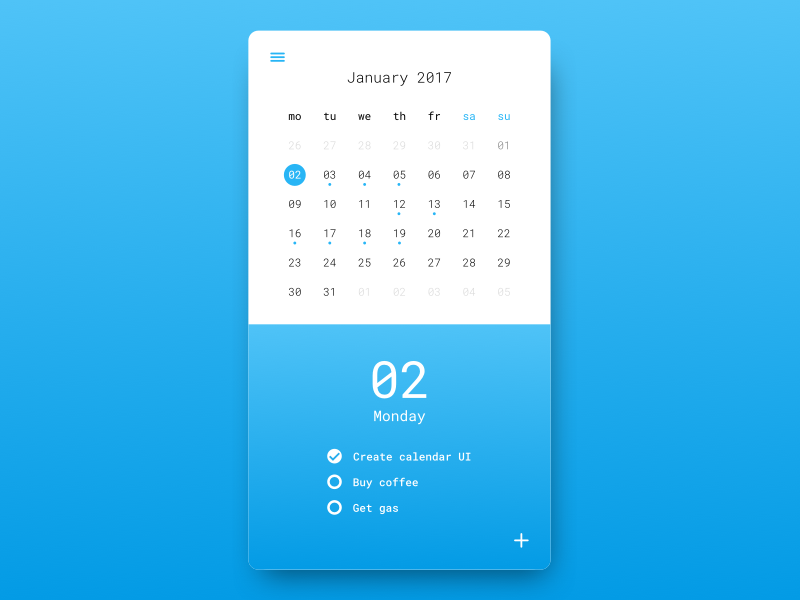 January 2017
mo tu we th fr sa su
26 27 28 29 30 31 01
02 03 04 05 06 07 08
09 10 11 12 13 14 15
16 17 18 19 20 21 22
23 24 25 26 27 28 29
30 31 01 02 03 04 05
02
Monday
Create calendar UI
Buy coffee
Get gas